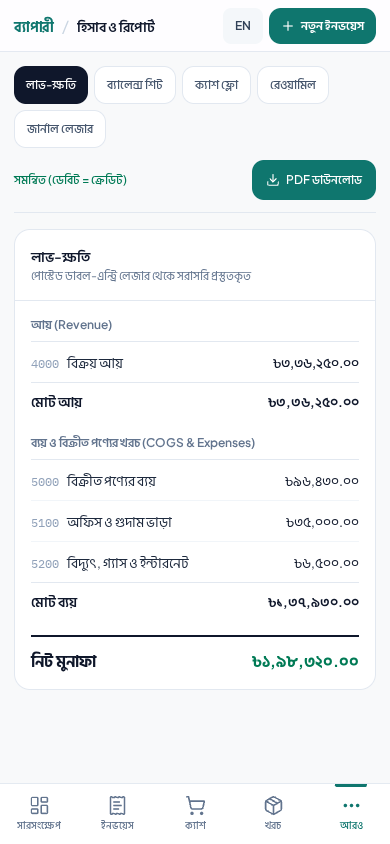 ব্যাপারী / হিসাব ও রিপোর্ট EN + নতুন ইনভয়েস
লাভ-ক্ষতি ব্যালেন্স শিট ক্যাশ ফ্লো রেওয়ামিল
জার্নাল লেজার
সমন্বিত (ডেবিট = ক্রেডিট) PDF ডাউনলোড
লাভ-ক্ষতি
পোস্টেড ডাবল-এন্ট্রি লেজার থেকে সরাসরি প্রস্তুতকৃত
আয় (Revenue)
4000 বিক্রয় আয় ৳৩,৩৬,২৫০.০০
মোট আয় ৳৩,৩৬,২৫০.০০
ব্যয় ও বিক্রীত পণ্যের খরচ (COGS & Expenses)
5000 বিক্রীত পণ্যের ব্যয় ৳৯৬,৪৩০.০০
5100 অফিস ও গুদাম ভাড়া ৳৩৫,০০০.০০
5200 বিদ্যুৎ, গ্যাস ও ইন্টারনেট ৳৬,৫০০.০০
মোট ব্যয় ৳১,৩৭,৯৩০.০০
নিট মুনাফা ৳১,৯৮,৩২০.০০
সারসংক্ষেপ ইনভয়েস ক্যাশ খরচ আরও